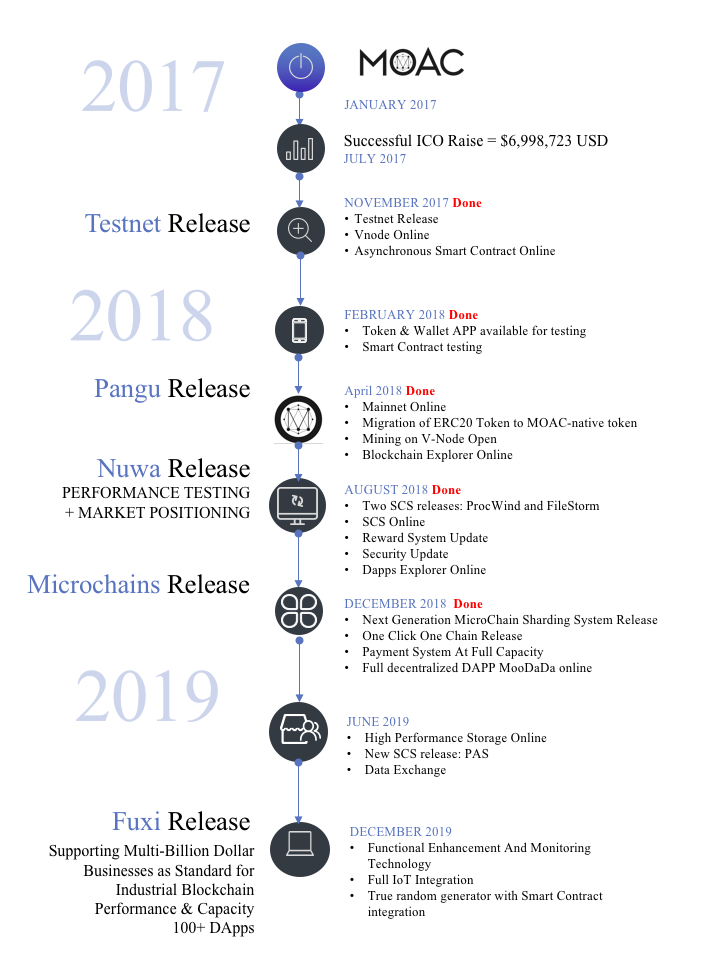 2017
MOAC
JANUARY 2017
Successful ICO Raise = $6,998,723 USD
JULY 2017
Testnet Release
NOVEMBER 2017 Done
• Testnet Release
• Vnode Online
• Asynchronous Smart Contract Online
2018
FEBRUARY 2018 Done
• Token & Wallet APP available for testing
• Smart Contract testing
Pangu Release
April 2018 Done
• Mainnet Online
• Migration of ERC20 Token to MOAC-native token
• Mining on V-Node Open
• Blockchain Explorer Online
Nuwa Release
PERFORMANCE TESTING
+ MARKET POSITIONING
AUGUST 2018 Done
• Two SCS releases: ProcWind and FileStorm
• SCS Online
• Reward System Update
• Security Update
• Dapps Explorer Online
Microchains Release
DECEMBER 2018 Done
• Next Generation MicroChain Sharding System Release
• One Click One Chain Release
• Payment System At Full Capacity
• Full decentralized DAPP MooDaDa online
2019
JUNE 2019
• High Performance Storage Online
• New SCS release: PAS
• Data Exchange
Fuxi Release
Supporting Multi-Billion Dollar
Businesses as Standard for
Industrial Blockchain
Performance & Capacity
100+ DApps
DECEMBER 2019
• Functional Enhancement And Monitoring
Technology
• Full IoT Integration
• True random generator with Smart Contract
integration